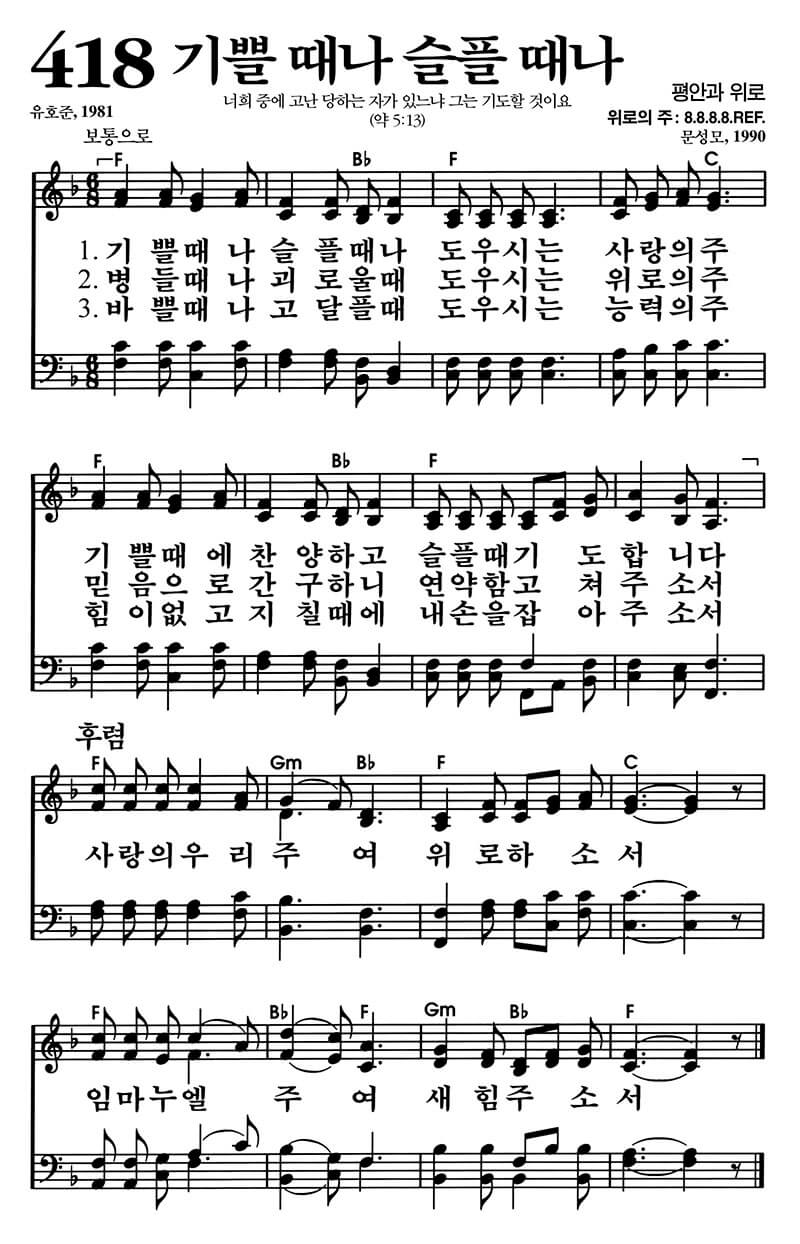 418 기쁠 때나 슬플 때나
너희 중에 고난 당하는 자가 있느냐 그는 기도할 것이요
(약 5:13)
평안과 위로
유호준, 1981
위로의 주: 8.8.8.8.REF.
보통으로
문성모, 1990
F B♭ F C
1. 기 쁠때 나 슬 플때나 도우시는 사랑의주
2. 병 들때 나 괴 로울때 도우시는 위로의주
3. 바 쁠때 나 고 달플때 도우시는 능력의주
F B♭ F
기 쁠때 에 찬 양하고 슬플때기 도합 니다
믿 음으 로 간 구하니 연약함고 쳐주 소서
힘 이없 고 지 칠때에 내손을잡 아주 소서
후렴
F Gm B♭ F C
사랑의우 리 주 여 위 로하 소 서
F B♭ F Gm B♭ F
임마누엘 주 여 새 힘주 소 서